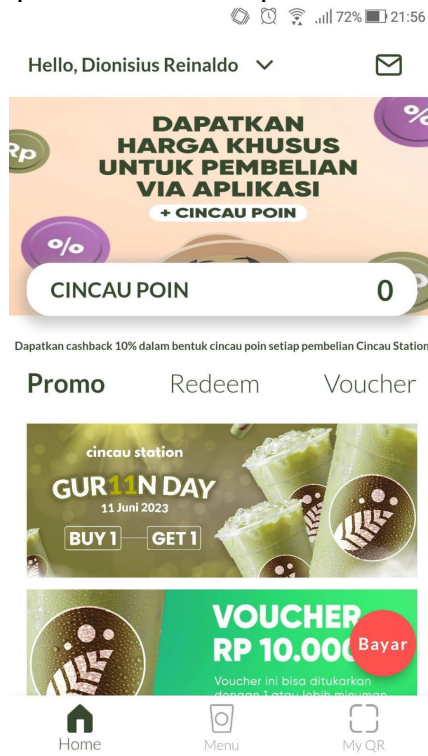 72% 21:56
Hello, Dionisius Reinaldo
DAPATKAN
HARGA KHUSUS
UNTUK PEMBELIAN
VIA APLIKASI
+ CINCAU POIN
Rp
%
%
CINCAU POIN 0
Dapatkan cashback 10% dalam bentuk cincau poin setiap pembelian Cincau Station
Promo Redeem Voucher
cincau station
GUR11N DAY
11 Juni 2023
BUY 1 GET 1
VOUCHER
RP 10.000
Bayar
Voucher ini bisa ditukarkan
dengan 1 atau lebih minuman
Home Menu My QR